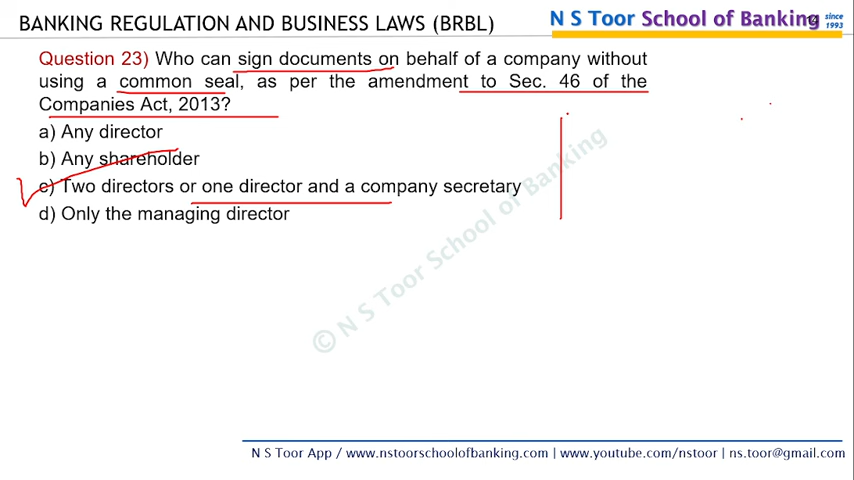 BANKING REGULATION AND BUSINESS LAWS (BRBL)
N S Toor School of Banking since 1993
Question 23) Who can sign documents on behalf of a company without
using a common seal, as per the amendment to Sec. 46 of the
Companies Act, 2013?
a) Any director
b) Any shareholder
c) Two directors or one director and a company secretary
d) Only the managing director
© N S Toor School of Banking
N S Toor App / www.nstoorschoolofbanking.com | www.youtube.com/nstoor | ns.toor@gmail.com